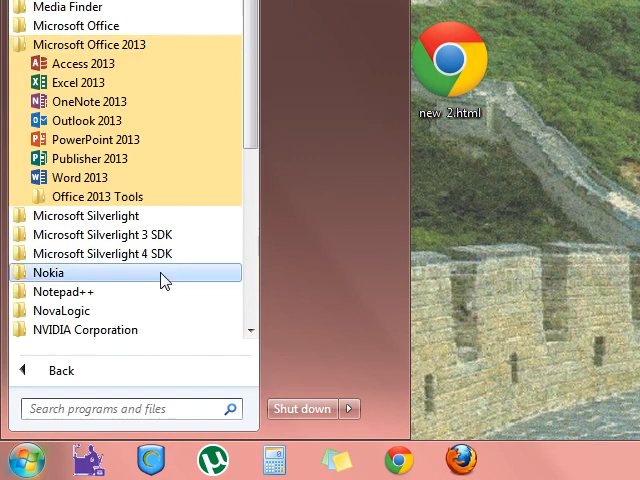 Media Finder
Microsoft Office
Microsoft Office 2013
Access 2013
Excel 2013
OneNote 2013
Outlook 2013
PowerPoint 2013
Publisher 2013
Word 2013
Office 2013 Tools
Microsoft Silverlight
Microsoft Silverlight 3 SDK
Microsoft Silverlight 4 SDK
Nokia
Notepad++
NovaLogic
NVIDIA Corporation
Back
Search programs and files
Shut down
new_2.html